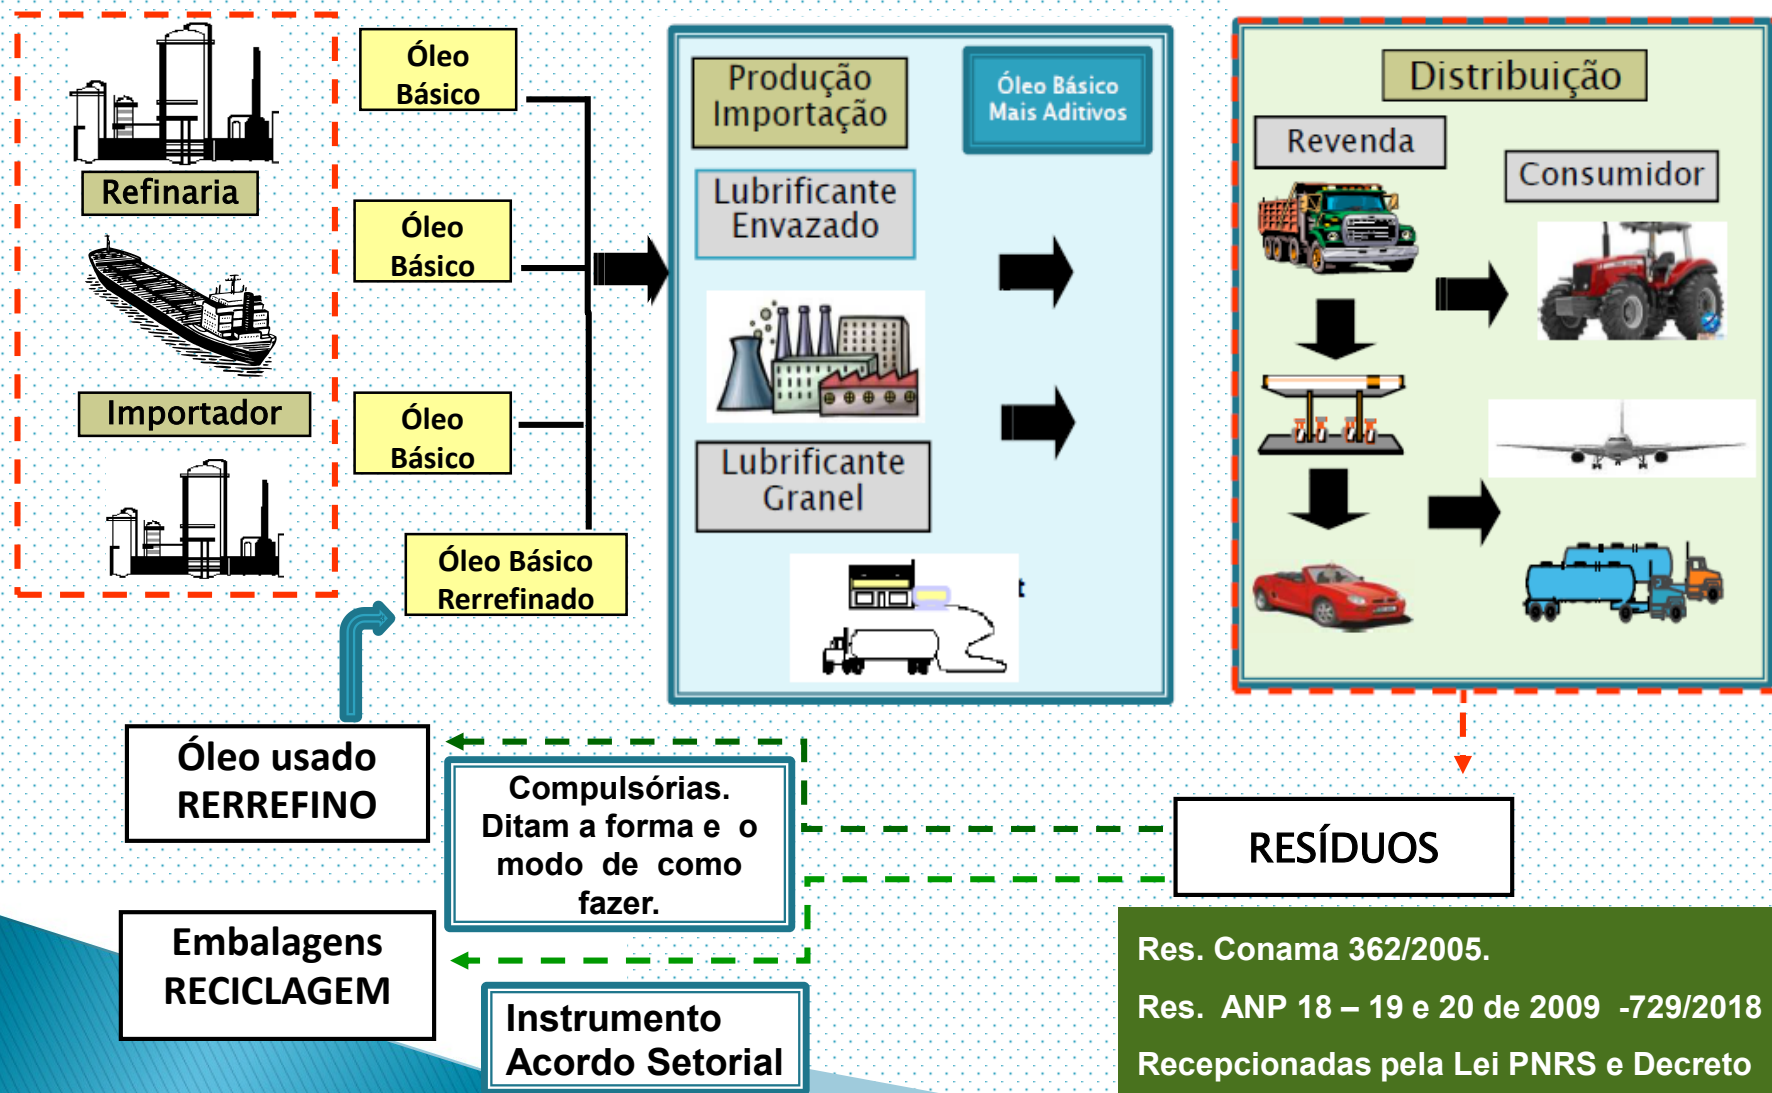 Refinaria
Importador
Óleo
Básico
Óleo
Básico
Óleo
Básico
Óleo Básico
Rerrefinado
Produção
Importação
Óleo Básico
Mais Aditivos
Lubrificante
Envazado
Lubrificante
Granel
t
Distribuição
Revenda
Consumidor
Óleo usado
RERREFINO
Compulsórias.
Ditam a forma e o
modo de como
fazer.
RESÍDUOS
Embalagens
RECICLAGEM
Instrumento
Acordo Setorial
Res. Conama 362/2005.
Res. ANP 18 – 19 e 20 de 2009 -729/2018
Recepcionadas pela Lei PNRS e Decreto